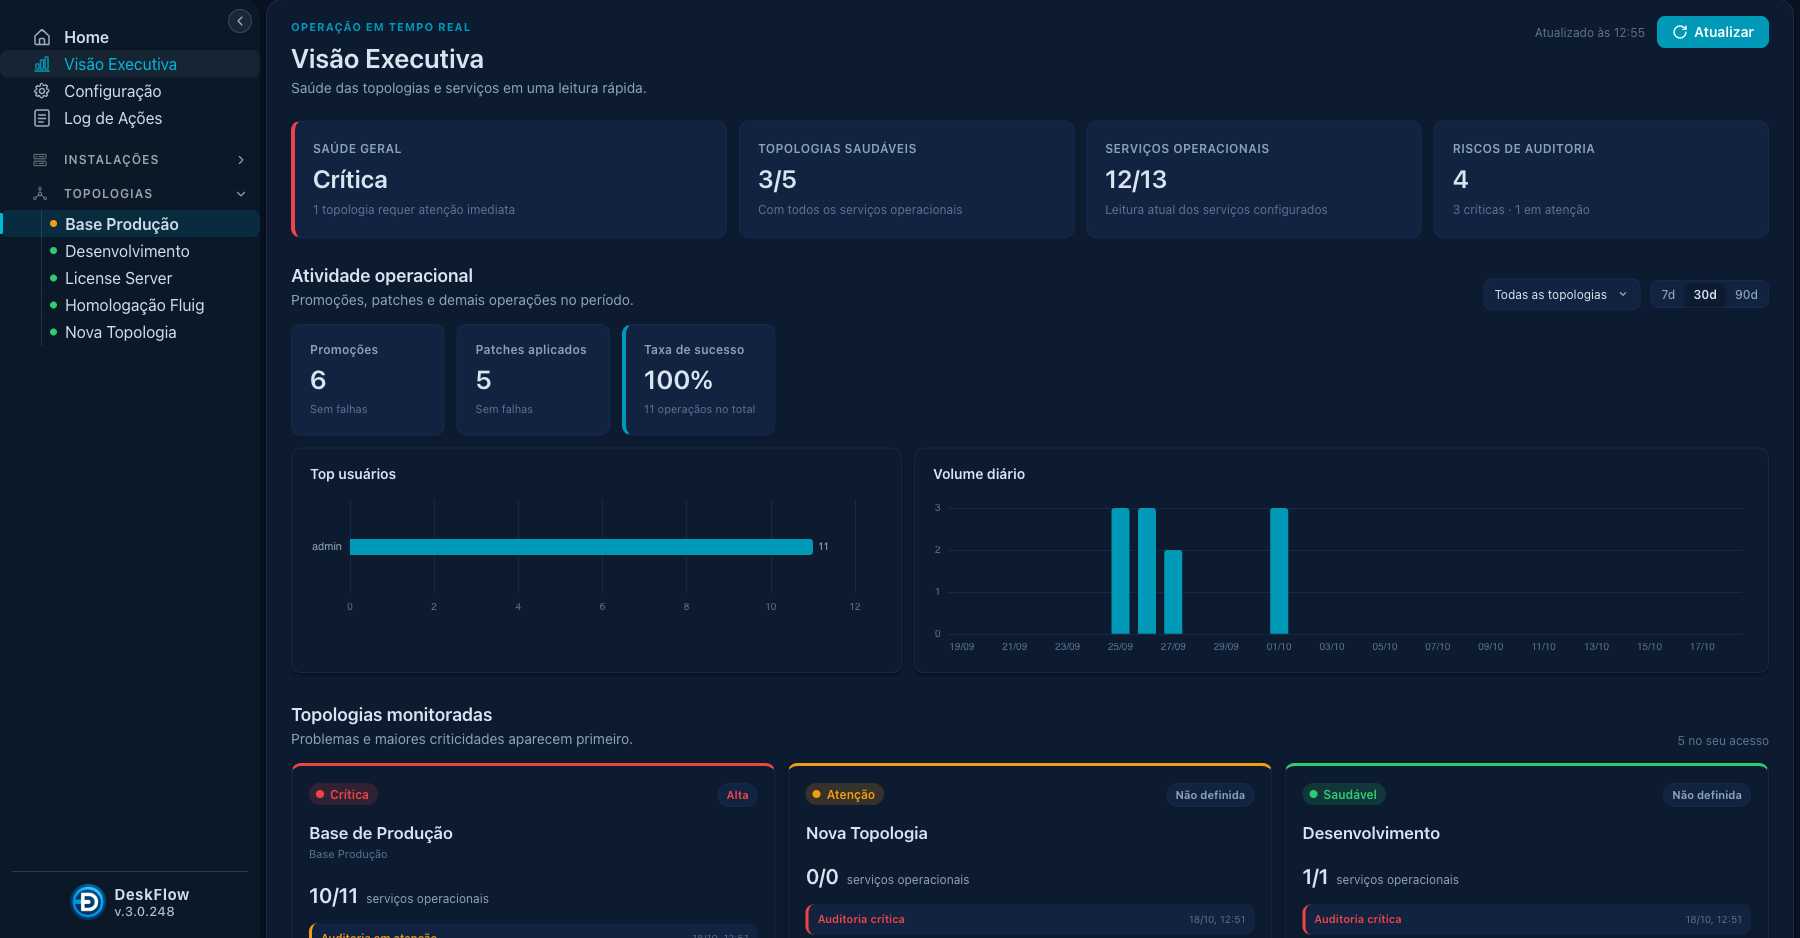 Home
Visão Executiva
Configuração
Log de Ações
INSTALAÇÕES
TOPOLOGIAS
Base Produção
Desenvolvimento
License Server
Homologação Fluig
Nova Topologia
DeskFlow
v.3.0.248
OPERAÇÃO EM TEMPO REAL
Visão Executiva
Saúde das topologias e serviços em uma leitura rápida.
Atualizado às 12:55
Atualizar
SAÚDE GERAL
Crítica
1 topologia requer atenção imediata
TOPOLOGIAS SAUDÁVEIS
3/5
Com todos os serviços operacionais
SERVIÇOS OPERACIONAIS
12/13
Leitura atual dos serviços configurados
RISCOS DE AUDITORIA
4
3 críticas · 1 em atenção
Atividade operacional
Promoções, patches e demais operações no período.
Todas as topologias
7d 30d 90d
Promoções
6
Sem falhas
Patches aplicados
5
Sem falhas
Taxa de sucesso
100%
11 operaçãos no total
Top usuários
admin 11
0 2 4 6 8 10 12
Volume diário
3
2
1
0
19/09 21/09 23/09 25/09 27/09 29/09 01/10 03/10 05/10 07/10 09/10 11/10 13/10 15/10 17/10
Topologias monitoradas
Problemas e maiores criticidades aparecem primeiro.
5 no seu acesso
Crítica Alta
Base de Produção
Base Produção
10/11 serviços operacionais
Auditoria em atenção 18/10, 12:51
Atenção Não definida
Nova Topologia
0/0 serviços operacionais
Auditoria crítica 18/10, 12:51
Saudável Não definida
Desenvolvimento
1/1 serviços operacionais
Auditoria crítica 18/10, 12:51